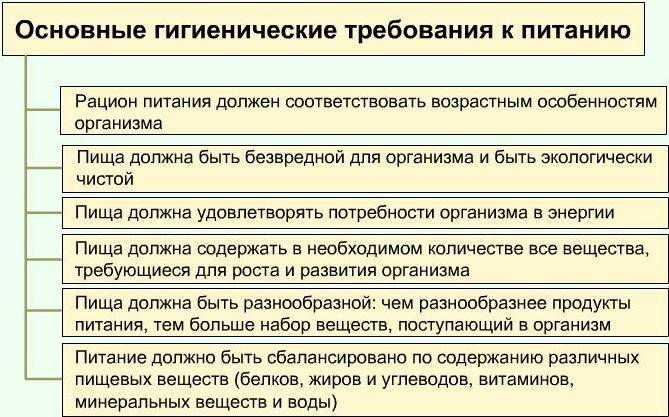 Основные гигиенические требования к питанию
Рацион питания должен соответствовать возрастным особенностям
организма
Пища должна быть безвредной для организма и быть экологически
чистой
Пища должна удовлетворять потребности организма в энергии
Пища должна содержать в необходимом количестве все вещества,
требующиеся для роста и развития организма
Пища должна быть разнообразной: чем разнообразнее продукты
питания, тем больше набор веществ, поступающий в организм
Питание должно быть сбалансировано по содержанию различных
пищевых веществ (белков, жиров и углеводов, витаминов,
минеральных веществ и воды)